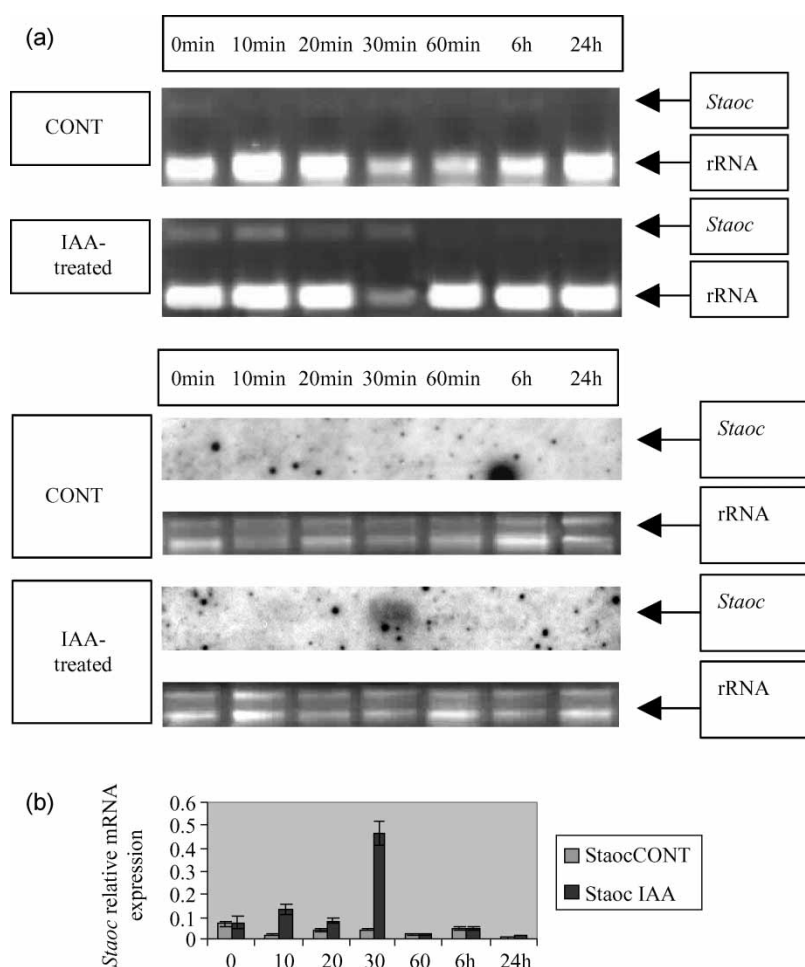 (a)
0min 10min 20min 30min 60min 6h 24h
CONT
Staoc
rRNA
IAA-
treated
Staoc
rRNA
0min 10min 20min 30min 60min 6h 24h
CONT
Staoc
rRNA
IAA-
treated
Staoc
rRNA
(b)
Staoc relative mRNA
expression
0.6
0.5
0.4
0.3
0.2
0.1
0
0 10 20 30 60 6h 24h
StaocCONT
Staoc IAA